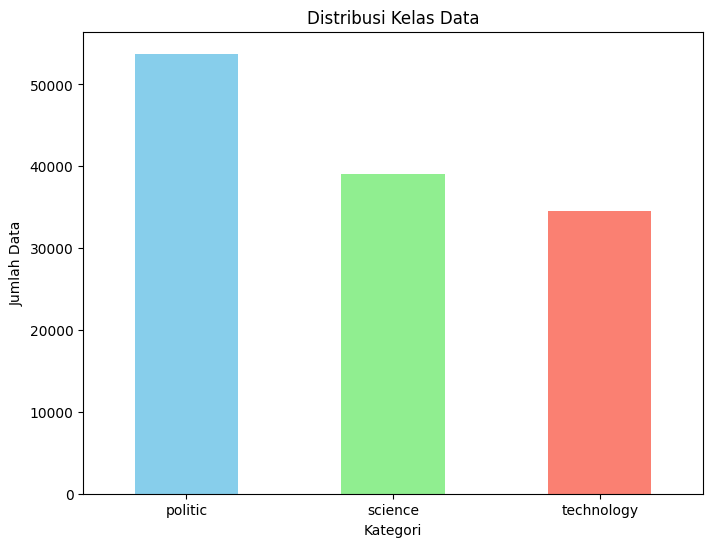 Distribusi Kelas Data
Jumlah Data
50000
40000
30000
20000
10000
0
politic
science
technology
Kategori